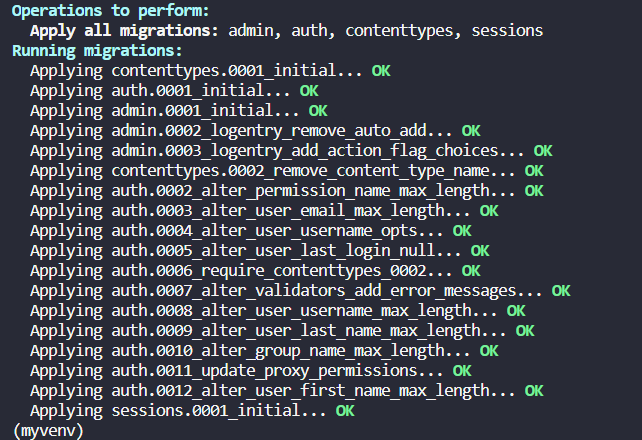 Operations to perform:
Apply all migrations: admin, auth, contenttypes, sessions
Running migrations:
Applying contenttypes.0001_initial... OK
Applying auth.0001_initial... OK
Applying admin.0001_initial... OK
Applying admin.0002_logentry_remove_auto_add... OK
Applying admin.0003_logentry_add_action_flag_choices... OK
Applying contenttypes.0002_remove_content_type_name... OK
Applying auth.0002_alter_permission_name_max_length... OK
Applying auth.0003_alter_user_email_max_length... OK
Applying auth.0004_alter_user_username_opts... OK
Applying auth.0005_alter_user_last_login_null... OK
Applying auth.0006_require_contenttypes_0002... OK
Applying auth.0007_alter_validators_add_error_messages... OK
Applying auth.0008_alter_user_username_max_length... OK
Applying auth.0009_alter_user_last_name_max_length... OK
Applying auth.0010_alter_group_name_max_length... OK
Applying auth.0011_update_proxy_permissions... OK
Applying auth.0012_alter_user_first_name_max_length... OK
Applying sessions.0001_initial... OK
(myvenv)